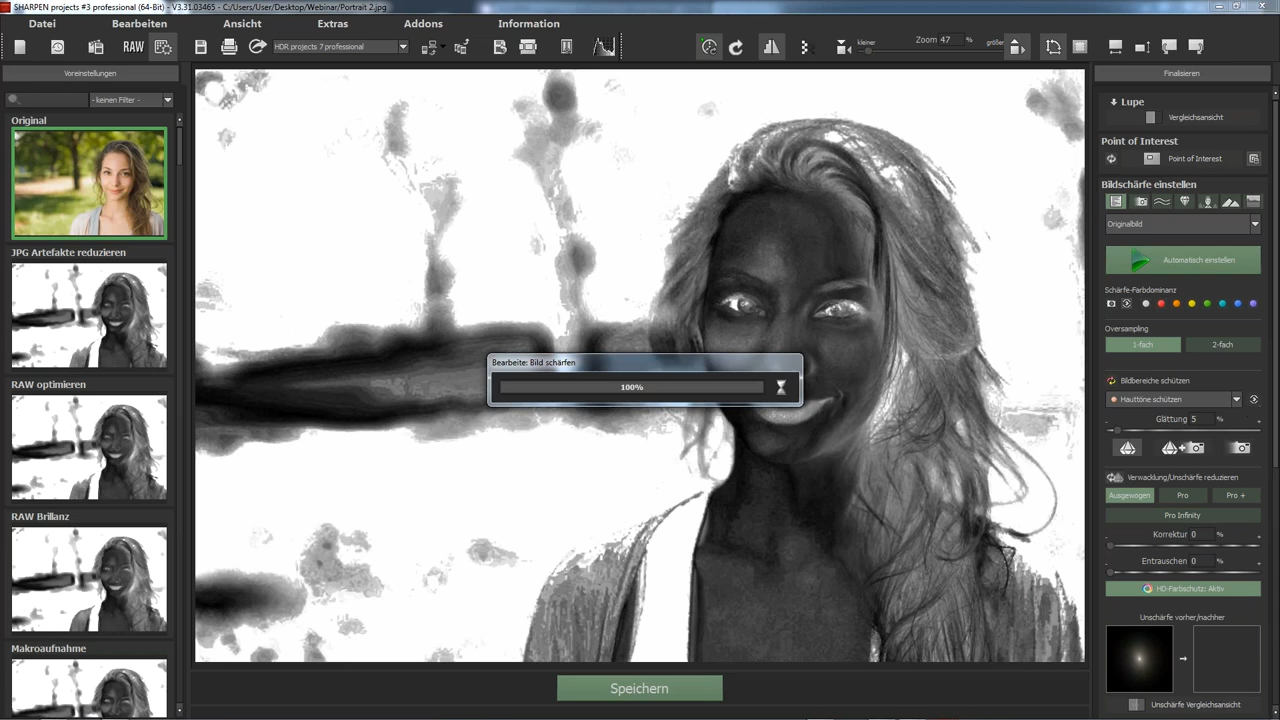 SHARPEN projects #3 professional (64-Bit) - V3.31.03465 - C:/Users/User/Desktop/Webinar/Portrait 2.jpg
Datei Bearbeiten Ansicht Extras Addons Information
RAW HDR projects 7 professional kleiner Zoom 47 % größer
Voreinstellungen
- keinen Filter -
Original
JPG Artefakte reduzieren
RAW optimieren
RAW Brillanz
Makroaufnahme
Bearbeite: Bild schärfen
100%
Speichern
Finalisieren
Lupe
Vergleichsansicht
Point of Interest
Point of Interest
Bildschärfe einstellen
Originalbild
Automatisch einstellen
Schärfe-Farbdominanz
Oversampling
1-fach 2-fach
Bildbereiche schützen
Hauttöne schützen
Glättung 5 %
Verwacklung/Unschärfe reduzieren
Ausgewogen Pro Pro +
Pro Infinity
Korrektur 0 %
Entrauschen 0 %
HD-Farbschutz: Aktiv
Unschärfe vorher/nachher
Unschärfe Vergleichsansicht